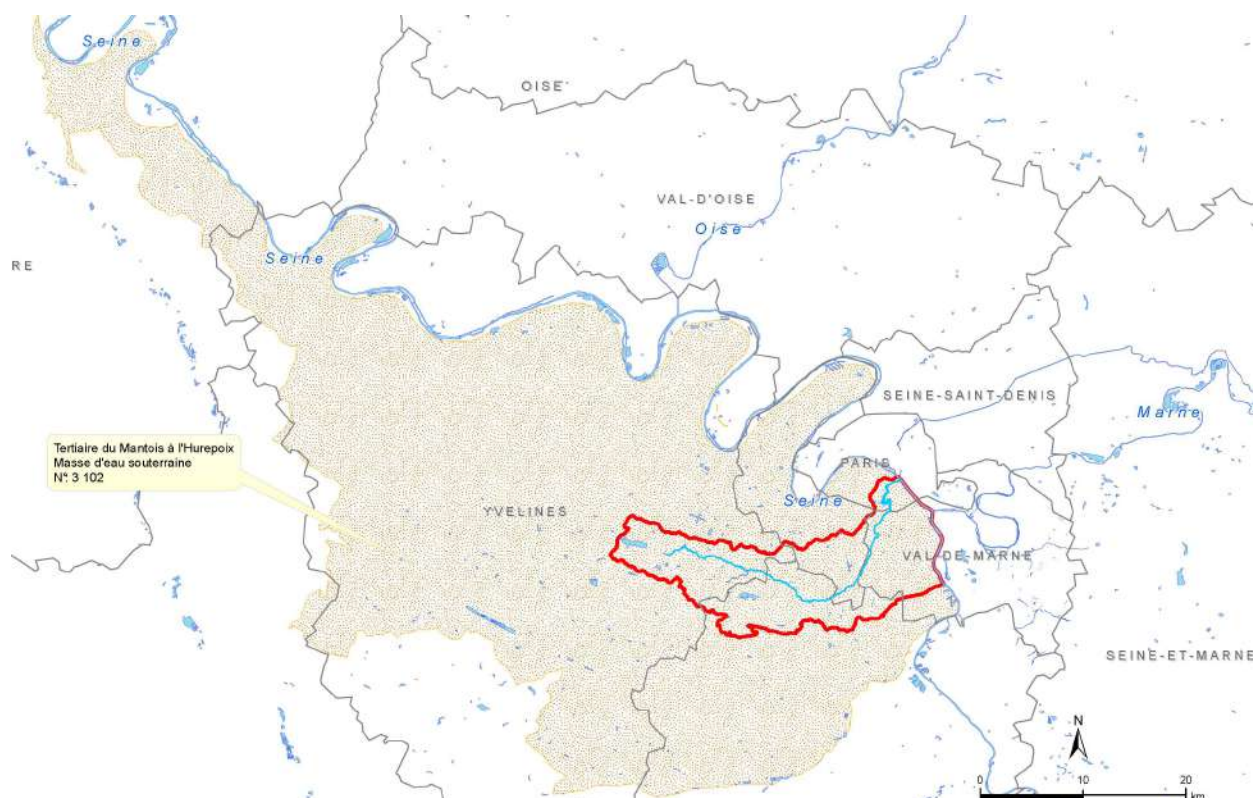 Seine
OISE
VAL-D'OISE
Oise
Seine
RE
SEINE-SAINT-DENIS
Marne
Tertiaire du Mantois à l'Hurepoix
Masse d'eau souterraine
N°: 3 102
PARIS
Seine
YVELINES
VAL-DE-MARNE
SEINE-ET-MARNE
N
0 10 20
km